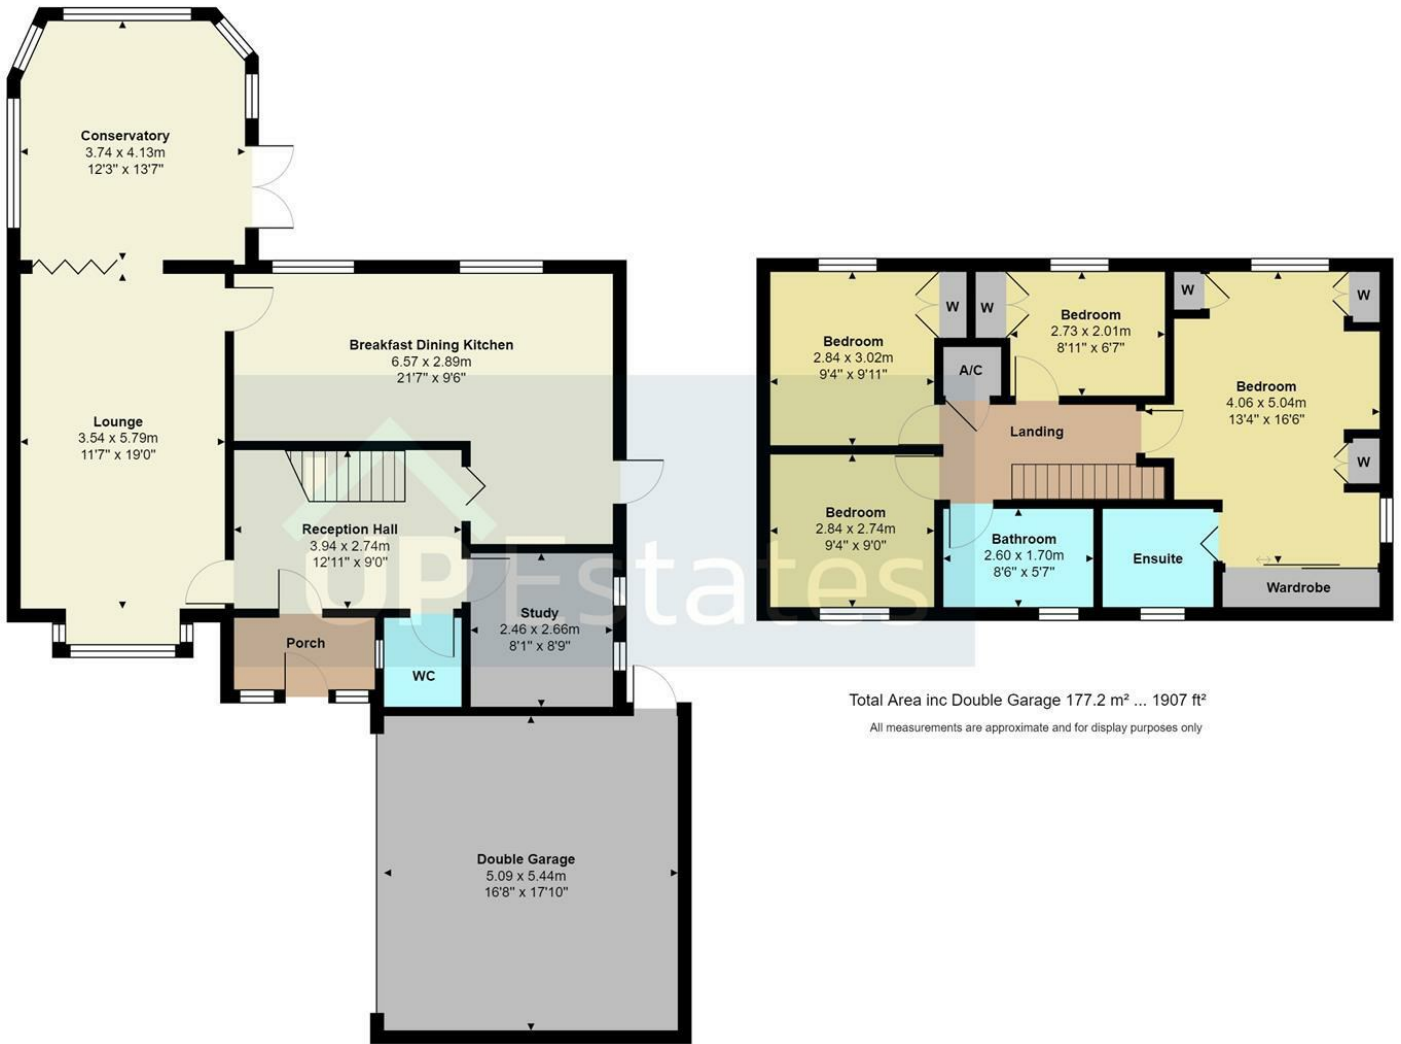 Conservatory
3.74 x 4.13m
12'3" x 13'7"
Breakfast Dining Kitchen
6.57 x 2.89m
21'7" x 9'6"
Lounge
3.54 x 5.79m
11'7" x 19'0"
Reception Hall
3.94 x 2.74m
12'11" x 9'0"
Study
2.46 x 2.66m
8'1" x 8'9"
Porch
WC
Double Garage
5.09 x 5.44m
16'8" x 17'10"
UPEstates
Bedroom
2.84 x 3.02m
9'4" x 9'11"
W
W
Bedroom
2.73 x 2.01m
8'11" x 6'7"
W
W
A/C
Bedroom
4.06 x 5.04m
13'4" x 16'6"
Landing
W
Bedroom
2.84 x 2.74m
9'4" x 9'0"
Bathroom
2.60 x 1.70m
8'6" x 5'7"
Ensuite
Wardrobe
Total Area inc Double Garage 177.2 m² ... 1907 ft²
All measurements are approximate and for display purposes only